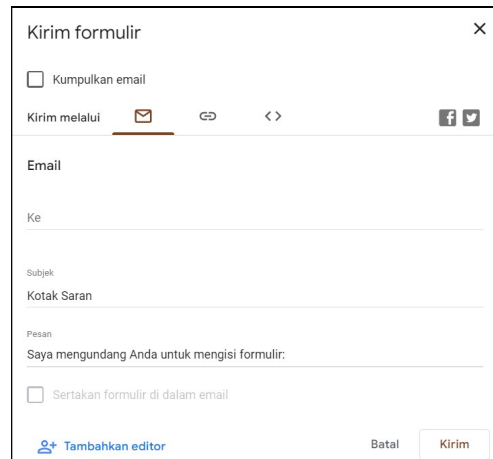 Kirim formulir
Kumpulkan email
Kirim melalui
Email
Ke
Subjek
Kotak Saran
Pesan
Saya mengundang Anda untuk mengisi formulir:
Sertakan formulir di dalam email
Tambahkan editor
Batal
Kirim